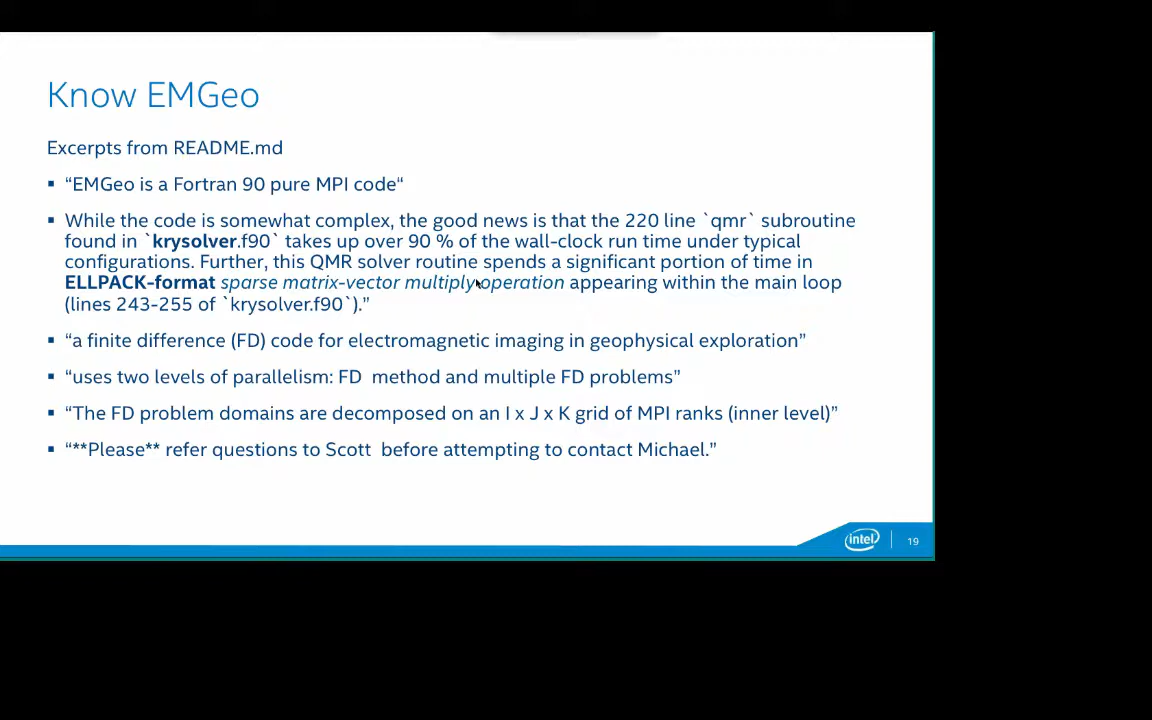 Know EMGeo
Excerpts from README.md
▪ “EMGeo is a Fortran 90 pure MPI code“
▪ While the code is somewhat complex, the good news is that the 220 line `qmr` subroutine
found in `krysolver.f90` takes up over 90 % of the wall-clock run time under typical
configurations. Further, this QMR solver routine spends a significant portion of time in
ELLPACK-format sparse matrix-vector multiply operation appearing within the main loop
(lines 243-255 of `krysolver.f90`).”
▪ “a finite difference (FD) code for electromagnetic imaging in geophysical exploration”
▪ “uses two levels of parallelism: FD  method and multiple FD problems”
▪ “The FD problem domains are decomposed on an I x J x K grid of MPI ranks (inner level)”
▪ “**Please** refer questions to Scott  before attempting to contact Michael.”
intel
19